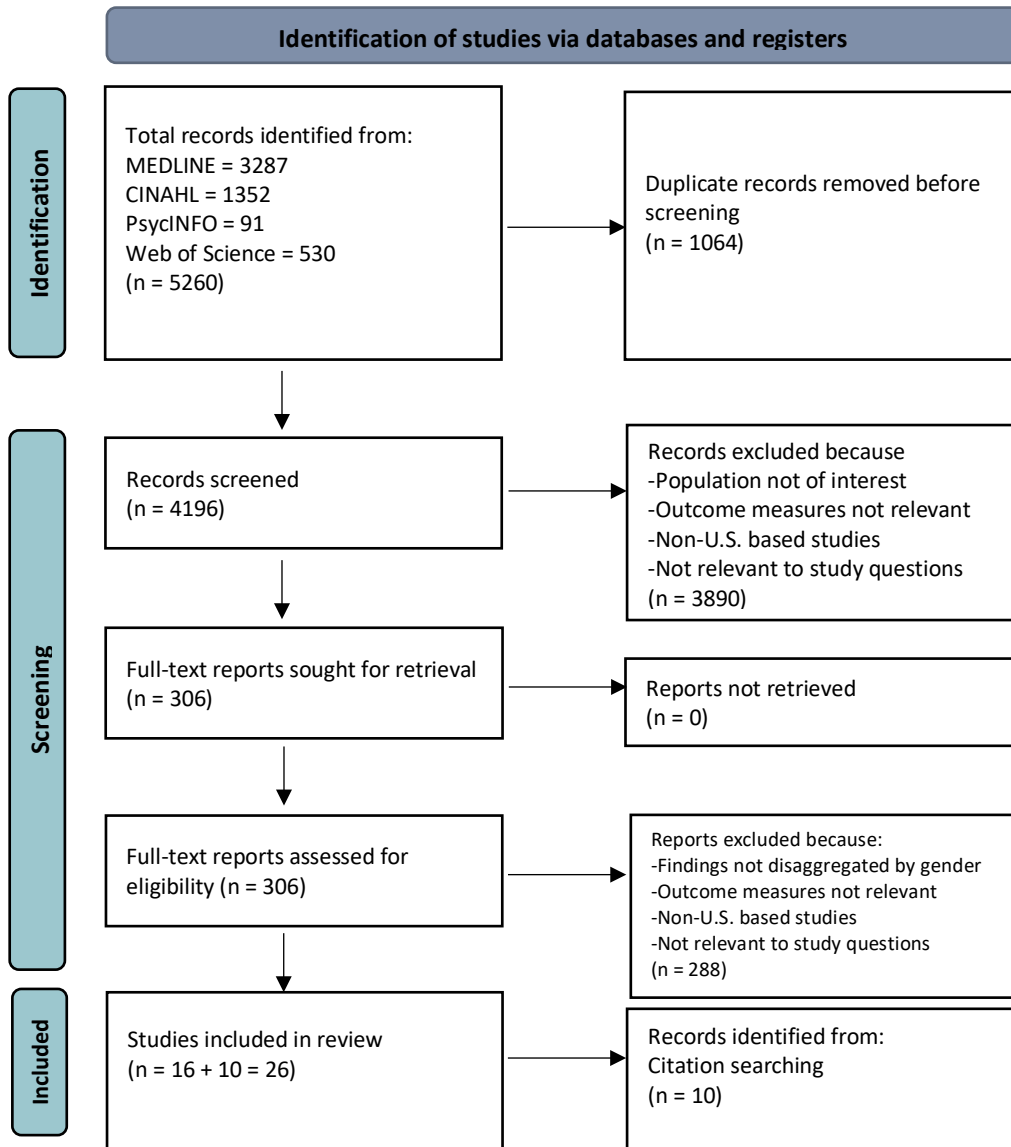 Identification of studies via databases and registers
Identification
Total records identified from:
MEDLINE = 3287
CINAHL = 1352
PsycINFO = 91
Web of Science = 530
(n = 5260)
Duplicate records removed before
screening
(n = 1064)
Screening
Records screened
(n = 4196)
Records excluded because
-Population not of interest
-Outcome measures not relevant
-Non-U.S. based studies
-Not relevant to study questions
(n = 3890)
Full-text reports sought for retrieval
(n = 306)
Reports not retrieved
(n = 0)
Full-text reports assessed for
eligibility (n = 306)
Reports excluded because:
-Findings not disaggregated by gender
-Outcome measures not relevant
-Non-U.S. based studies
-Not relevant to study questions
(n = 288)
Included
Studies included in review
(n = 16 + 10 = 26)
Records identified from:
Citation searching
(n = 10)